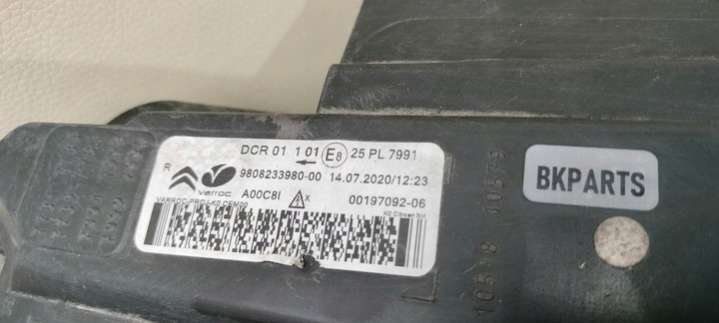 DCR 01 1 01 E8 25 PL 7991
9808233980-00 14.07.2020/12:23
R
varroc
A00C8I X 00197092-06
BKPARTS